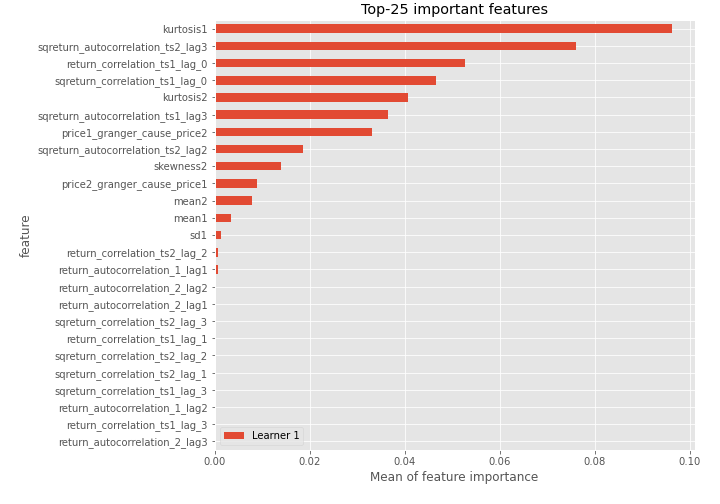 Top-25 important features
kurtosis1
sqreturn_autocorrelation_ts2_lag3
return_correlation_ts1_lag_0
sqreturn_correlation_ts1_lag_0
kurtosis2
sqreturn_autocorrelation_ts1_lag3
price1_granger_cause_price2
sqreturn_autocorrelation_ts2_lag2
skewness2
price2_granger_cause_price1
mean2
mean1
sd1
return_correlation_ts2_lag_2
return_autocorrelation_1_lag1
return_autocorrelation_2_lag2
return_autocorrelation_2_lag1
sqreturn_correlation_ts2_lag_3
return_correlation_ts1_lag_1
sqreturn_correlation_ts2_lag_2
sqreturn_correlation_ts2_lag_1
sqreturn_correlation_ts1_lag_3
return_autocorrelation_1_lag2
return_correlation_ts1_lag_3
return_autocorrelation_2_lag3
feature
Learner 1
0.00 0.02 0.04 0.06 0.08 0.10
Mean of feature importance